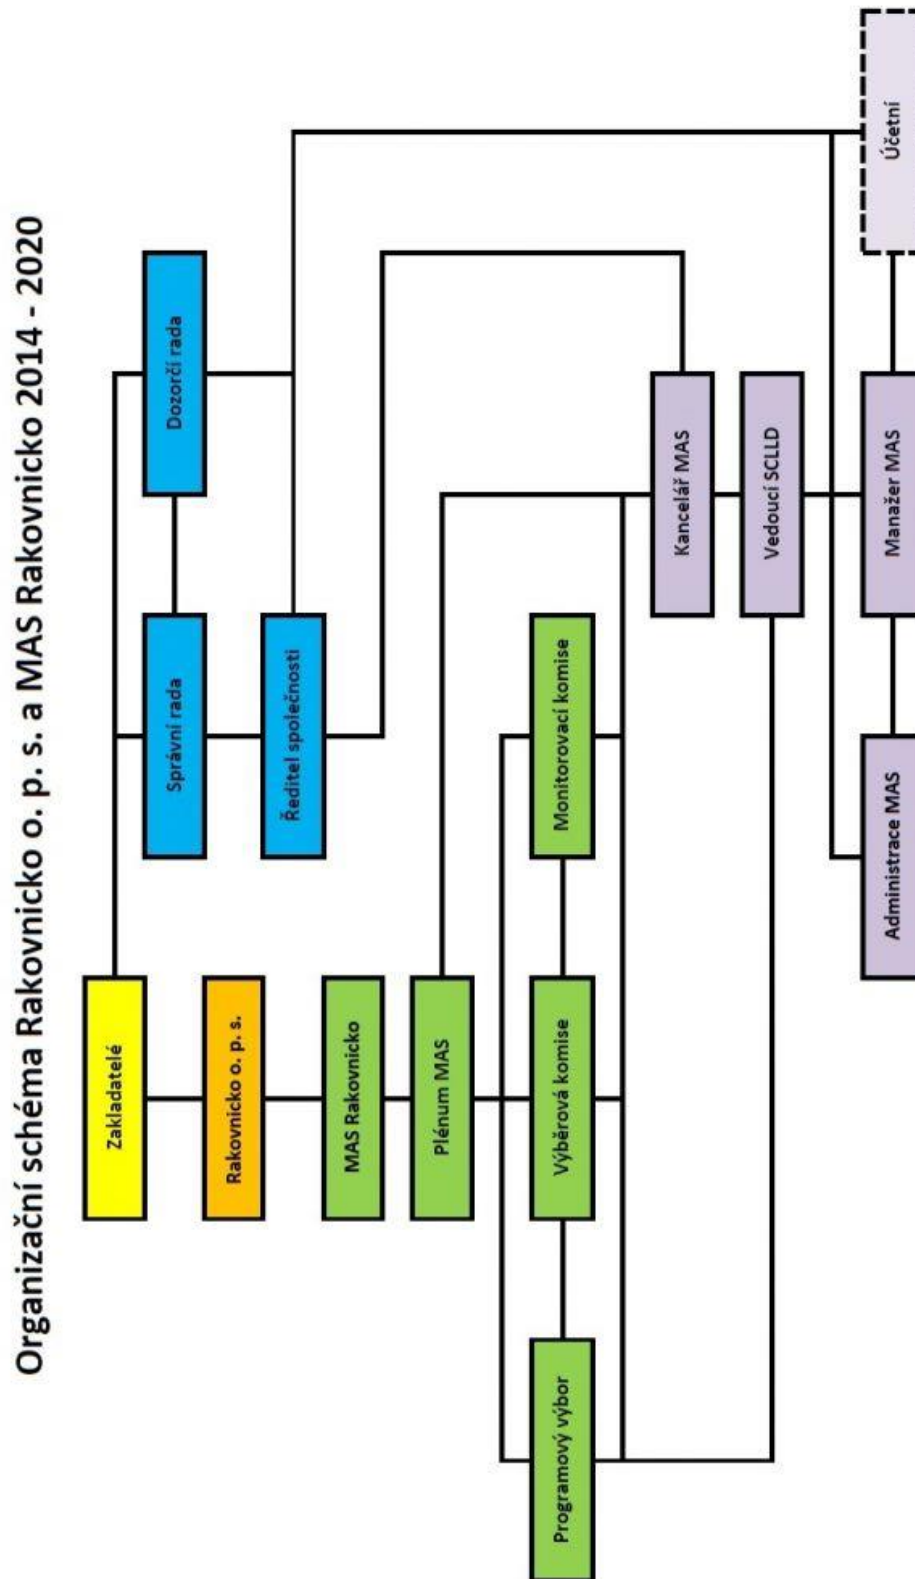 Organizační schéma Rakovnicko o. p. s. a MAS Rakovnicko 2014 - 2020
Zakladatelé
Správní rada
Dozorčí rada
Rakovnicko o. p. s.
Ředitel společnosti
MAS Rakovnicko
Plénum MAS
Programový výbor
Výběrová komise
Monitorovací komise
Kancelář MAS
Vedoucí SCLLD
Administrace MAS
Manažer MAS
Účetní